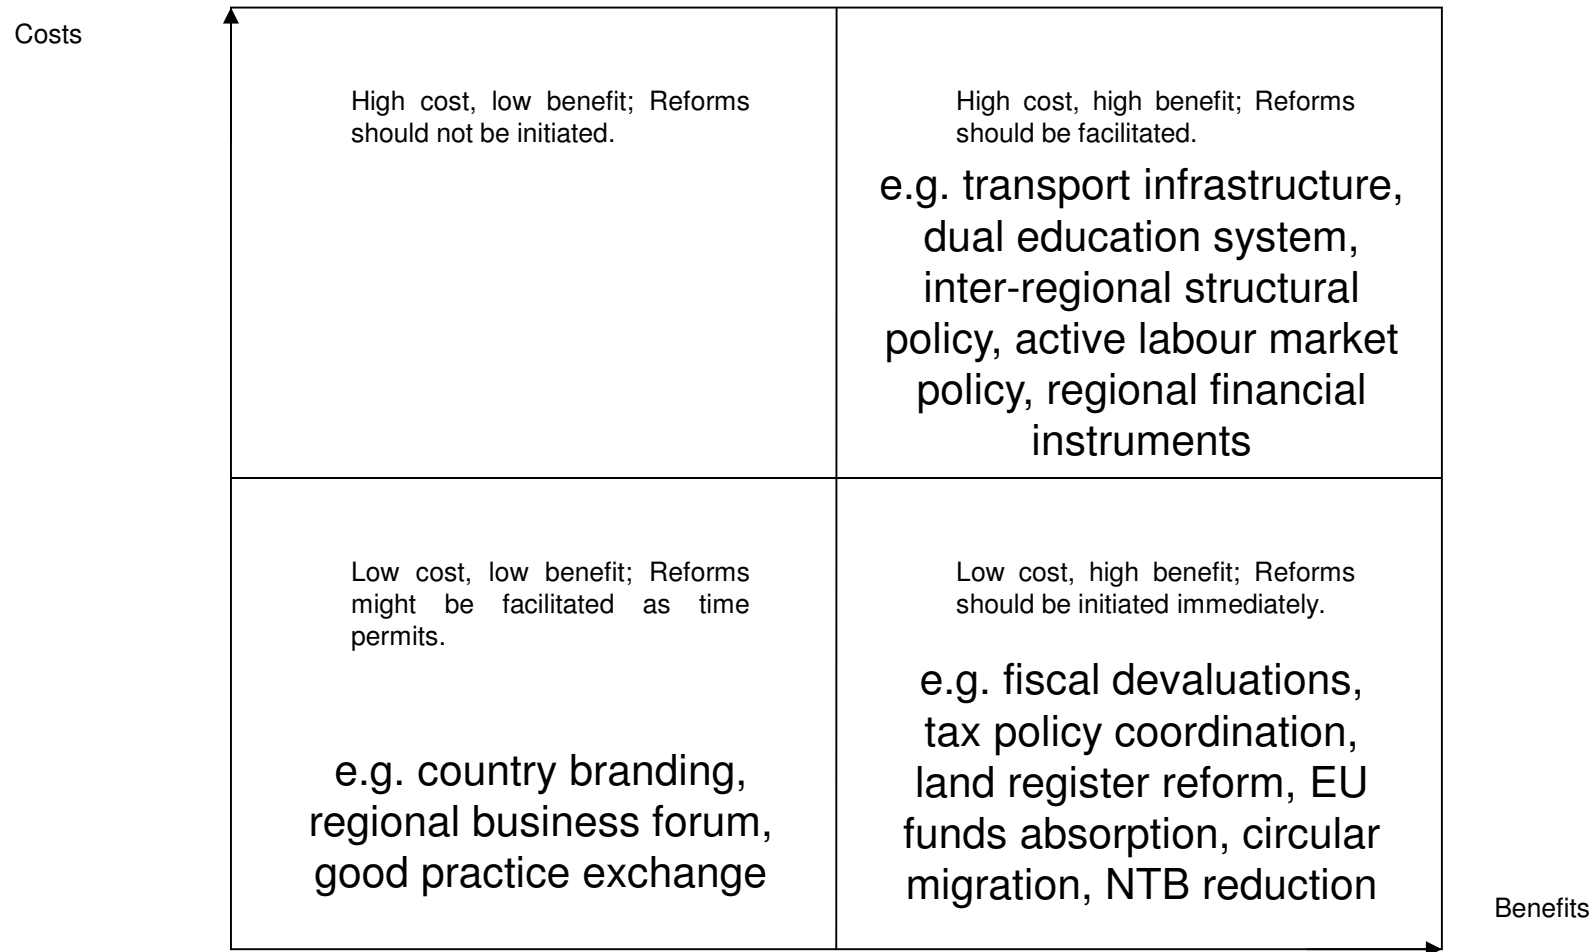 Costs
High cost, low benefit; Reforms
should not be initiated.
High cost, high benefit; Reforms
should be facilitated.
e.g. transport infrastructure,
dual education system,
inter-regional structural
policy, active labour market
policy, regional financial
instruments
Low cost, low benefit; Reforms
might be facilitated as time
permits.
e.g. country branding,
regional business forum,
good practice exchange
Low cost, high benefit; Reforms
should be initiated immediately.
e.g. fiscal devaluations,
tax policy coordination,
land register reform, EU
funds absorption, circular
migration, NTB reduction
Benefits